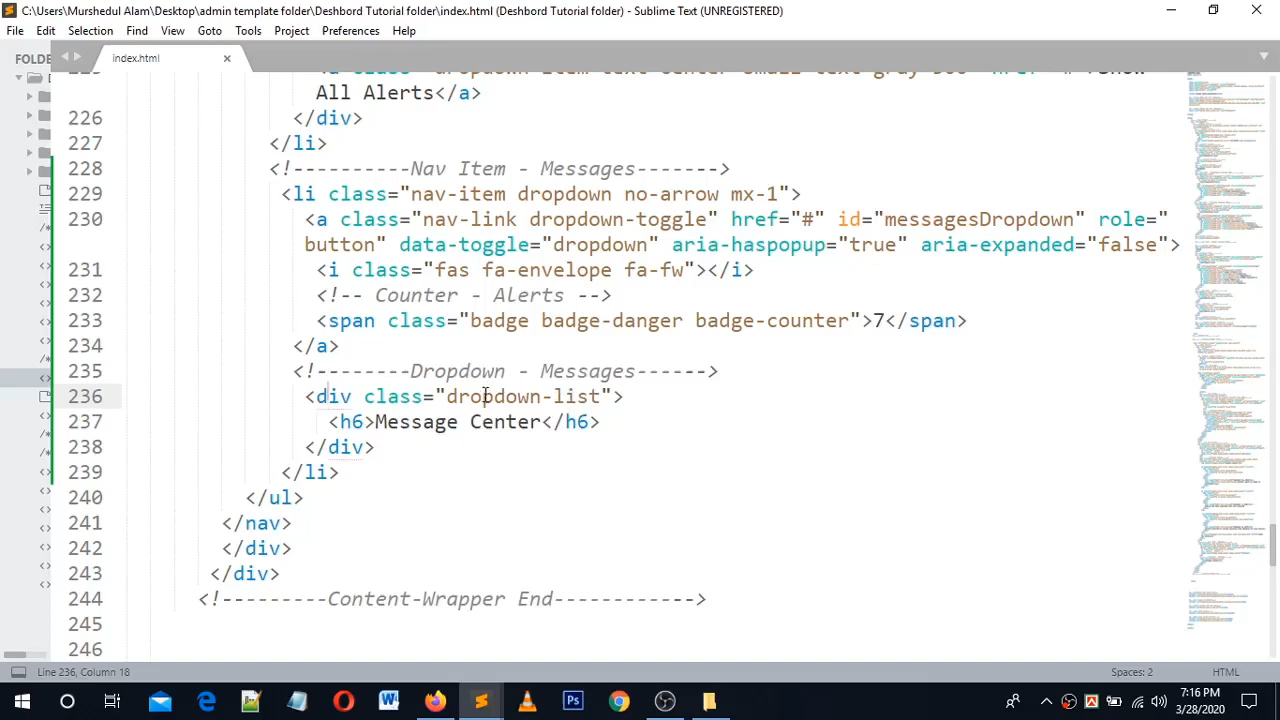 C:\Users\Murshedul Alam\Desktop\admin template folder\Deshbord Tutorial folder\index.html (Deshbord Tutorial folder) - Sublime Text (UNREGISTERED)
File Edit Selection Find View Goto Tools Project Preferences Help
FOLDE
index.html
All Alerts</a>
226 </div>
227 </li>
228 <!----------Nav Item - Messages------->
229 <li class="nav-item dropdown no-arrow mx-1">
230 <a class="nav-link dropdown-toggle" href="#" id="messagesDropdown" role="
button" data-toggle="dropdown" aria-haspopup="true" aria-expanded="false">
231 <i class="fas fa-envelope fa-fw"></i>
232 <!-- Counter - Alerts -->
233 <span class="badge badge-danger badge-counter">7</span>
234 </a>
235 <!--------Dropdown - Messages------>
236 <div class="dropdown-list">
237 <h6>Message Center</h6>
238 </div>
239 </li>
240 </ul>
241 </nav>
242 </div>
243 </div>
244 <!---------Content-Wrapper End------------>
245
246
Line 236, Column 18 Spaces: 2 HTML
7:16 PM
3/28/2020